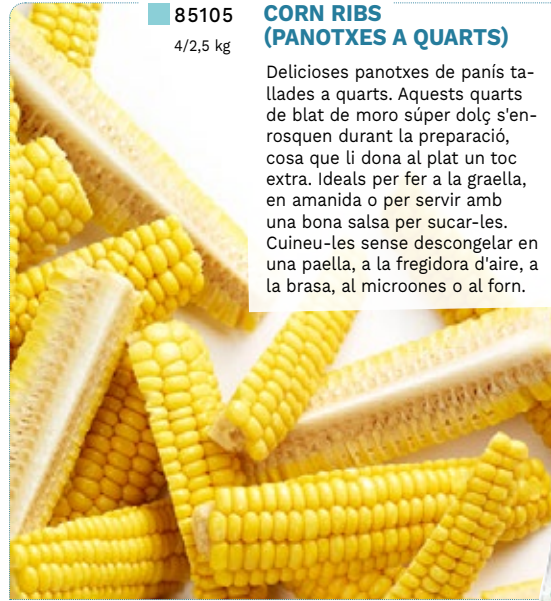 85105
4/2,5 kg
CORN RIBS
(PANOTXES A QUARTS)
Delicioses panotxes de panís ta-
llades a quarts. Aquests quarts
de blat de moro súper dolç s'en-
rosquen durant la preparació,
cosa que li dona al plat un toc
extra. Ideals per fer a la graella,
en amanida o per servir amb
una bona salsa per sucar-les.
Cuineu-les sense descongelar en
una paella, a la fregidora d'aire, a
la brasa, al microones o al forn.